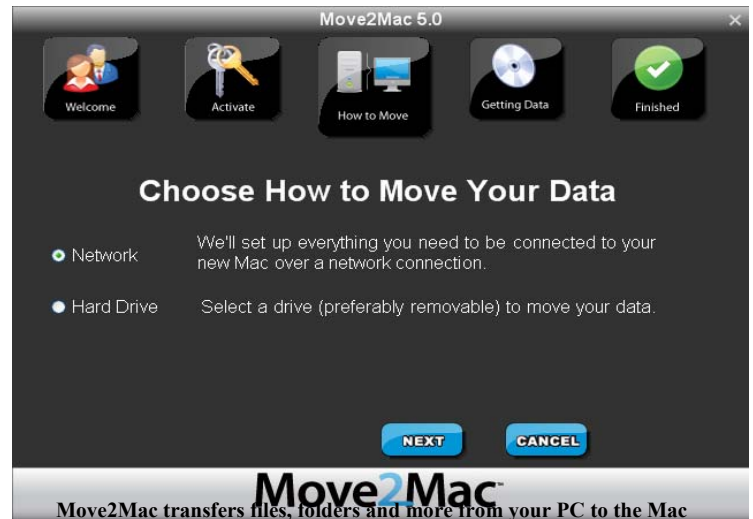 Move2Mac 5.0
Welcome
Activate
How to Move
Getting Data
Finished
Choose How to Move Your Data
Network
We'll set up everything you need to be connected to your
new Mac over a network connection.
Hard Drive
Select a drive (preferably removable) to move your data.
NEXT
CANCEL
Move2Mac™
Move2Mac transfers files, folders and more from your PC to the Mac